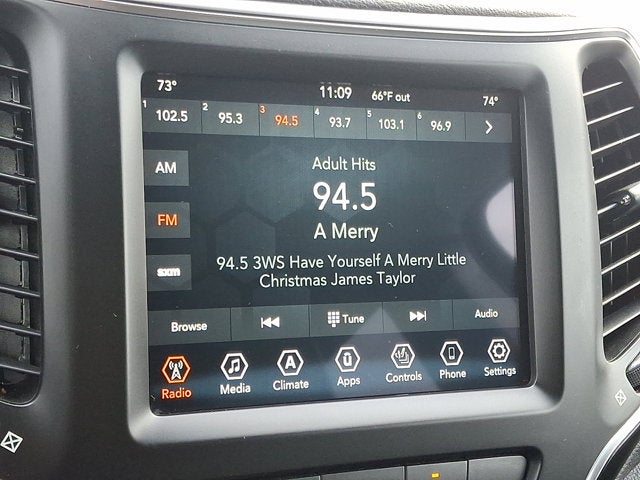 73° 11:09 66°F out 74°
1 102.5 2 95.3 3 94.5 4 93.7 5 103.1 6 96.9
AM
FM
sxm
Adult Hits
94.5
A Merry
94.5 3WS Have Yourself A Merry Little
Christmas James Taylor
Browse Tune Audio
Radio Media Climate Apps Controls Phone Settings